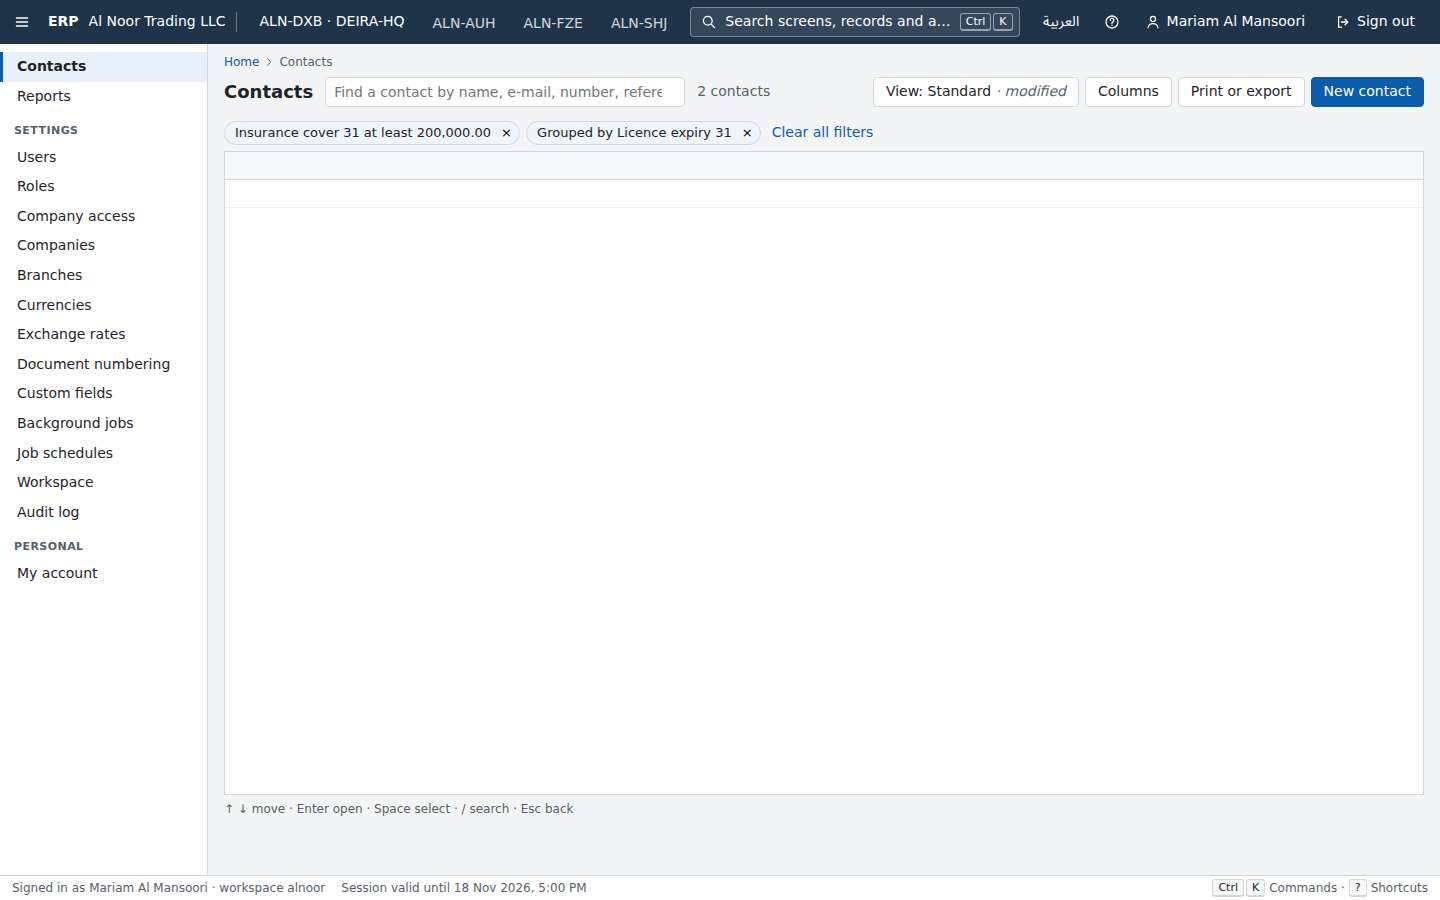 ERP Al Noor Trading LLC ALN-DXB · DEIRA-HQ ALN-AUH ALN-FZE ALN-SHJ Search screens, records and a... Ctrl K العربية Mariam Al Mansoori Sign out
Contacts
Reports
SETTINGS
Users
Roles
Company access
Companies
Branches
Currencies
Exchange rates
Document numbering
Custom fields
Background jobs
Job schedules
Workspace
Audit log
PERSONAL
My account
Home > Contacts
Contacts Find a contact by name, e-mail, number, refere 2 contacts View: Standard · modified Columns Print or export New contact
Insurance cover 31 at least 200,000.00 × Grouped by Licence expiry 31 × Clear all filters
↑ ↓ move · Enter open · Space select · / search · Esc back
Signed in as Mariam Al Mansoori · workspace alnoor Session valid until 18 Nov 2026, 5:00 PM Ctrl K Commands · ? Shortcuts